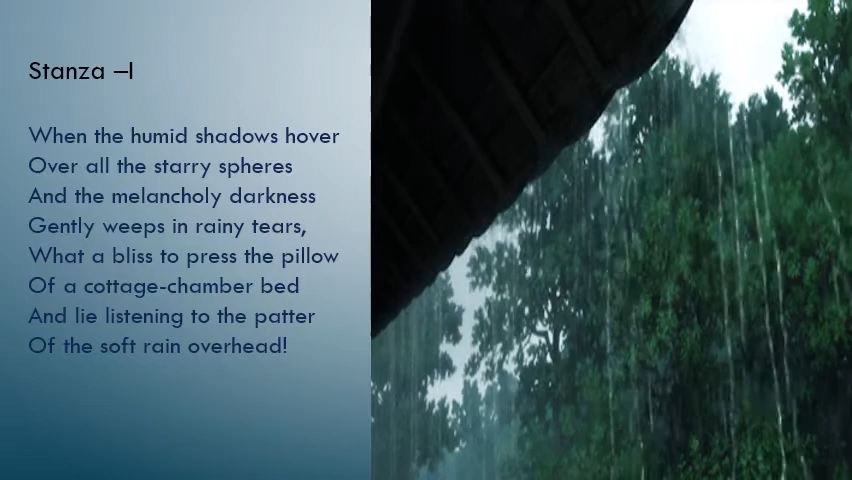 Stanza –I
When the humid shadows hover
Over all the starry spheres
And the melancholy darkness
Gently weeps in rainy tears,
What a bliss to press the pillow
Of a cottage-chamber bed
And lie listening to the patter
Of the soft rain overhead!